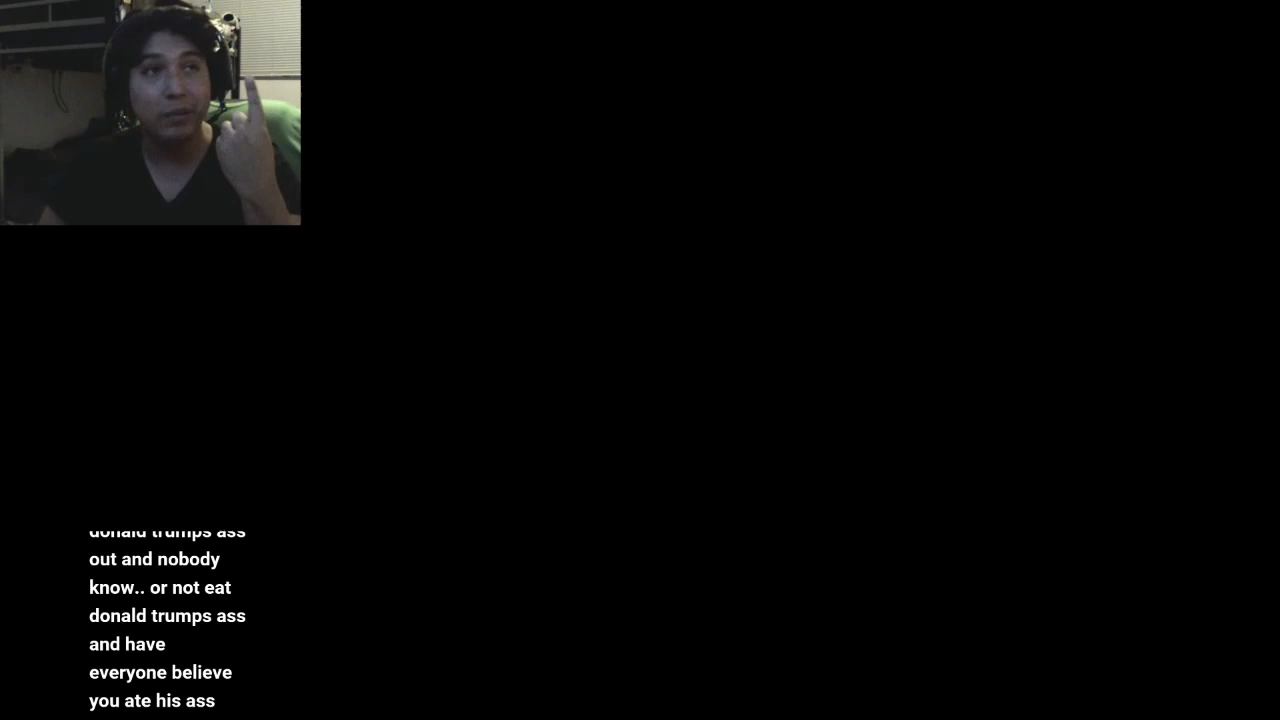 donald trumps ass
out and nobody
know.. or not eat
donald trumps ass
and have
everyone believe
you ate his ass